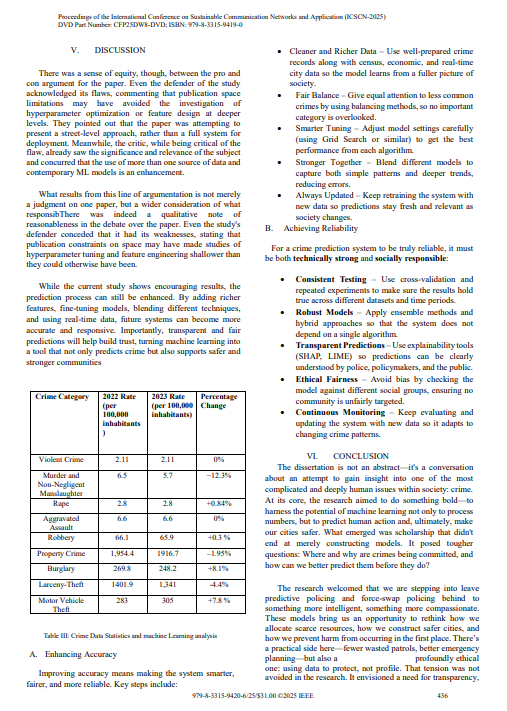 Proceedings of the International Conference on Sustainable Communication Networks and Application (ICSCN-2025)
DVD Part Number: CFP25DW8-DVD; ISBN: 979-8-3315-9419-0
V. DISCUSSION
There was a sense of equity, though, between the pro and
con argument for the paper. Even the defender of the study
acknowledged its flaws, commenting that publication space
limitations may have avoided the investigation of
hyperparameter optimization or feature design at deeper
levels. They pointed out that the paper was attempting to
present a street-level approach, rather than a full system for
deployment. Meanwhile, the critic, while being critical of the
flaw, already saw the significance and relevance of the subject
and concurred that the use of more than one source of data and
contemporary ML models is an enhancement.
What results from this line of argumentation is not merely
a judgment on one paper, but a wider consideration of what
responsibThere was indeed a qualitative note of
reasonableness in the debate over the paper. Even the study's
defender conceded that it had its weaknesses, stating that
publication constraints on space may have made studies of
hyperparameter tuning and feature engineering shallower than
they could otherwise have been.
While the current study shows encouraging results, the
prediction process can still be enhanced. By adding richer
features, fine-tuning models, blending different techniques,
and using real-time data, future systems can become more
accurate and responsive. Importantly, transparent and fair
predictions will help build trust, turning machine learning into
a tool that not only predicts crime but also supports safer and
stronger communities
Crime Category 2022 Rate (per 100,000 inhabitants ) 2023 Rate (per 100,000 inhabitants) Percentage Change
Violent Crime 2.11 2.11 0%
Murder and Non-Negligent Manslaughter 6.5 5.7 −12.3%
Rape 2.8 2.8 +0.84%
Aggravated Assault 6.6 6.6 0%
Robbery 66.1 65.9 +0.3 %
Property Crime 1,954.4 1916.7 −1.95%
Burglary 269.8 248.2 +8.1%
Larceny-Theft 1401.9 1,341 -4.4%
Motor Vehicle Theft 283 305 +7.8 %
Table III: Crime Data Statistics and machine Learning analysis
A. Enhancing Accuracy
Improving accuracy means making the system smarter,
fairer, and more reliable. Key steps include:
• Cleaner and Richer Data – Use well-prepared crime
records along with census, economic, and real-time
city data so the model learns from a fuller picture of
society.
• Fair Balance – Give equal attention to less common
crimes by using balancing methods, so no important
category is overlooked.
• Smarter Tuning – Adjust model settings carefully
(using Grid Search or similar) to get the best
performance from each algorithm.
• Stronger Together – Blend different models to
capture both simple patterns and deeper trends,
reducing errors.
• Always Updated – Keep retraining the system with
new data so predictions stay fresh and relevant as
society changes.
B. Achieving Reliability
For a crime prediction system to be truly reliable, it must
be both technically strong and socially responsible:
• Consistent Testing – Use cross-validation and
repeated experiments to make sure the results hold
true across different datasets and time periods.
• Robust Models – Apply ensemble methods and
hybrid approaches so that the system does not
depend on a single algorithm.
• Transparent Predictions – Use explainability tools
(SHAP, LIME) so predictions can be clearly
understood by police, policymakers, and the public.
• Ethical Fairness – Avoid bias by checking the
model against different social groups, ensuring no
community is unfairly targeted.
• Continuous Monitoring – Keep evaluating and
updating the system with new data so it adapts to
changing crime patterns.
VI. CONCLUSION
The dissertation is not an abstract—it's a conversation
about an attempt to gain insight into one of the most
complicated and deeply human issues within society: crime.
At its core, the research aimed to do something bold—to
harness the potential of machine learning not only to process
numbers, but to predict human action and, ultimately, make
our cities safer. What emerged was scholarship that didn't
end at merely constructing models. It posed tougher
questions: Where and why are crimes being committed, and
how can we better predict them before they do?
The research welcomed that we are stepping into leave
predictive policing and force-swap policing behind to
something more intelligent, something more compassionate.
These models bring us an opportunity to rethink how we
allocate scarce resources, how we construct safer cities, and
how we prevent harm from occurring in the first place. There's
a practical side here—fewer wasted patrols, better emergency
planning—but also a profoundly ethical
one: using data to protect, not profile. That tension was not
avoided in the research. It envisioned a need for transparency,
979-8-3315-9420-6/25/$31.00 ©2025 IEEE 436